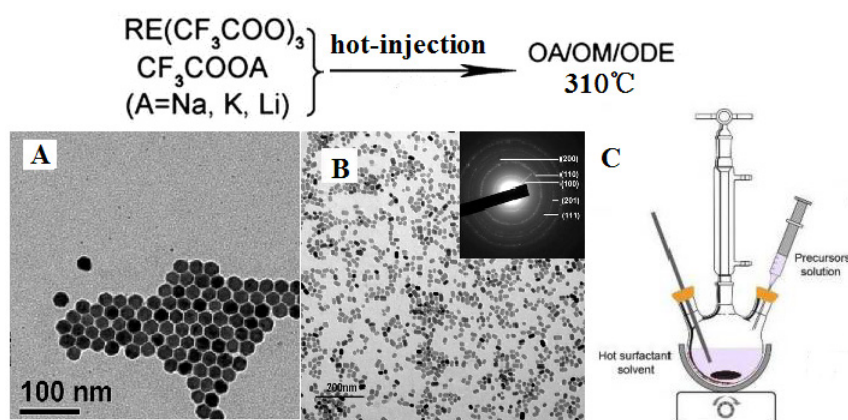 RE(CF₃COO)₃
CF₃COOA
(A=Na, K, Li)
hot-injection
OA/OM/ODE
310℃
A
100 nm
B
200nm
(200)
(110)
(100)
(201)
(111)
C
Precursors
solution
Hot surfactant
solvent